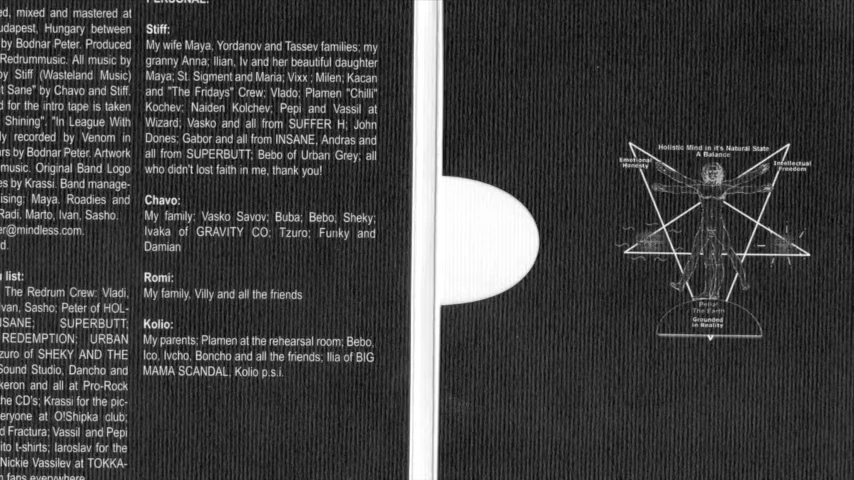 ed, mixed and mastered at
udapest, Hungary between
by Bodnar Peter. Produced
Redrummusic. All music by
by Stiff (Wasteland Music)
t Sane" by Chavo and Stiff.
d for the intro tape is taken
Shining". "In League With
ly recorded by Venom in
rs by Bodnar Peter. Artwork
music. Original Band Logo
es by Krassi. Band manage-
ising: Maya. Roadies and
Radi, Marto, Ivan, Sasho.
er@mindless.com.
d.
list:
The Redrum Crew: Vladi,
van, Sasho; Peter of HOL-
NSANE; SUPERBUTT;
REDEMPTION; URBAN
zuro of SHEKY AND THE
Sound Studio, Dancho and
keron and all at Pro-Rock
the CD's; Krassi for the pic-
eryone at O!Shipka club;
d Fractura; Vassil and Pepi
ito t-shirts; Iaroslav for the
Nickie Vassilev at TOKKA-
fans everywhere
PERSONAL:
Stiff:
My wife Maya, Yordanov and Tassev families; my
granny Anna; Ilian, Iv and her beautiful daughter
Maya; St. Sigment and Maria; Vixx ; Milen; Kacan
and "The Fridays" Crew; Vlado; Plamen "Chilli"
Kochev; Naiden Kolchev; Pepi and Vassil at
Wizard; Vasko and all from SUFFER H; John
Dones; Gabor and all from INSANE, Andras and
all from SUPERBUTT; Bebo of Urban Grey; all
who didn't lost faith in me, thank you!
Chavo:
My family: Vasko Savov; Buba; Bebo; Sheky;
Ivaka of GRAVITY CO; Tzuro; Funky and
Damian
Romi:
My family, Villy and all the friends
Kolio:
My parents; Plamen at the rehearsal room; Bebo,
Ico, Ivcho, Boncho and all the friends; Ilia of BIG
MAMA SCANDAL, Kolio p.s.i.
Holistic Mind in it's Natural State
A Balance
Emotional
Honesty
Intellectual
Freedom
The Earth
Grounded
in Reality